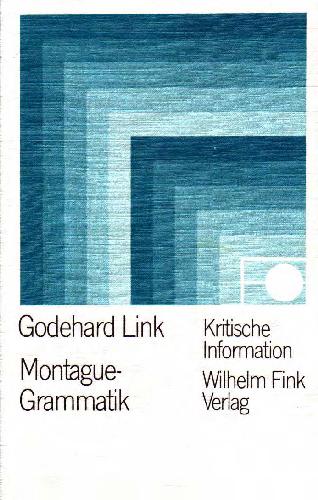 Godehard Link
Montague-
Grammatik
Kritische
Information
Wilhelm Fink
Verlag